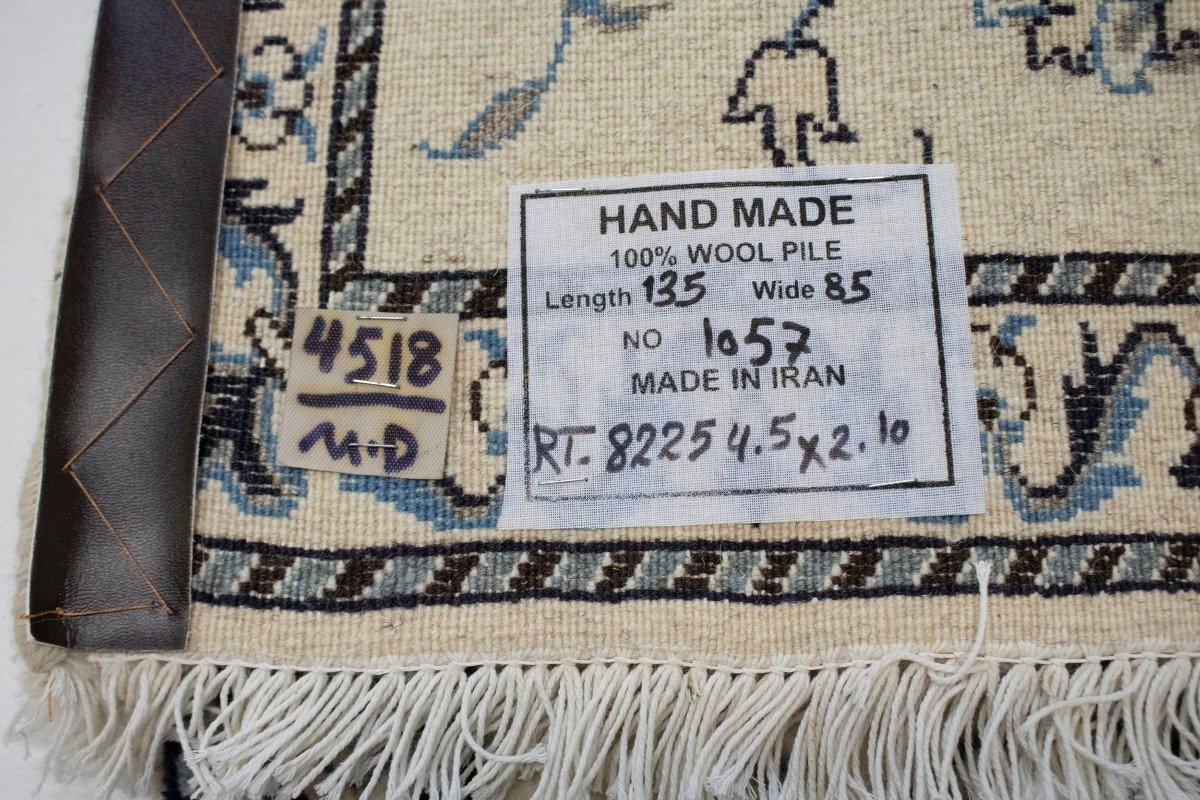 HAND MADE
100% WOOL PILE
Length 135 Wide 85
NO 1057
MADE IN IRAN
RT- 8225 4.5 x 2.10
4518
M.D